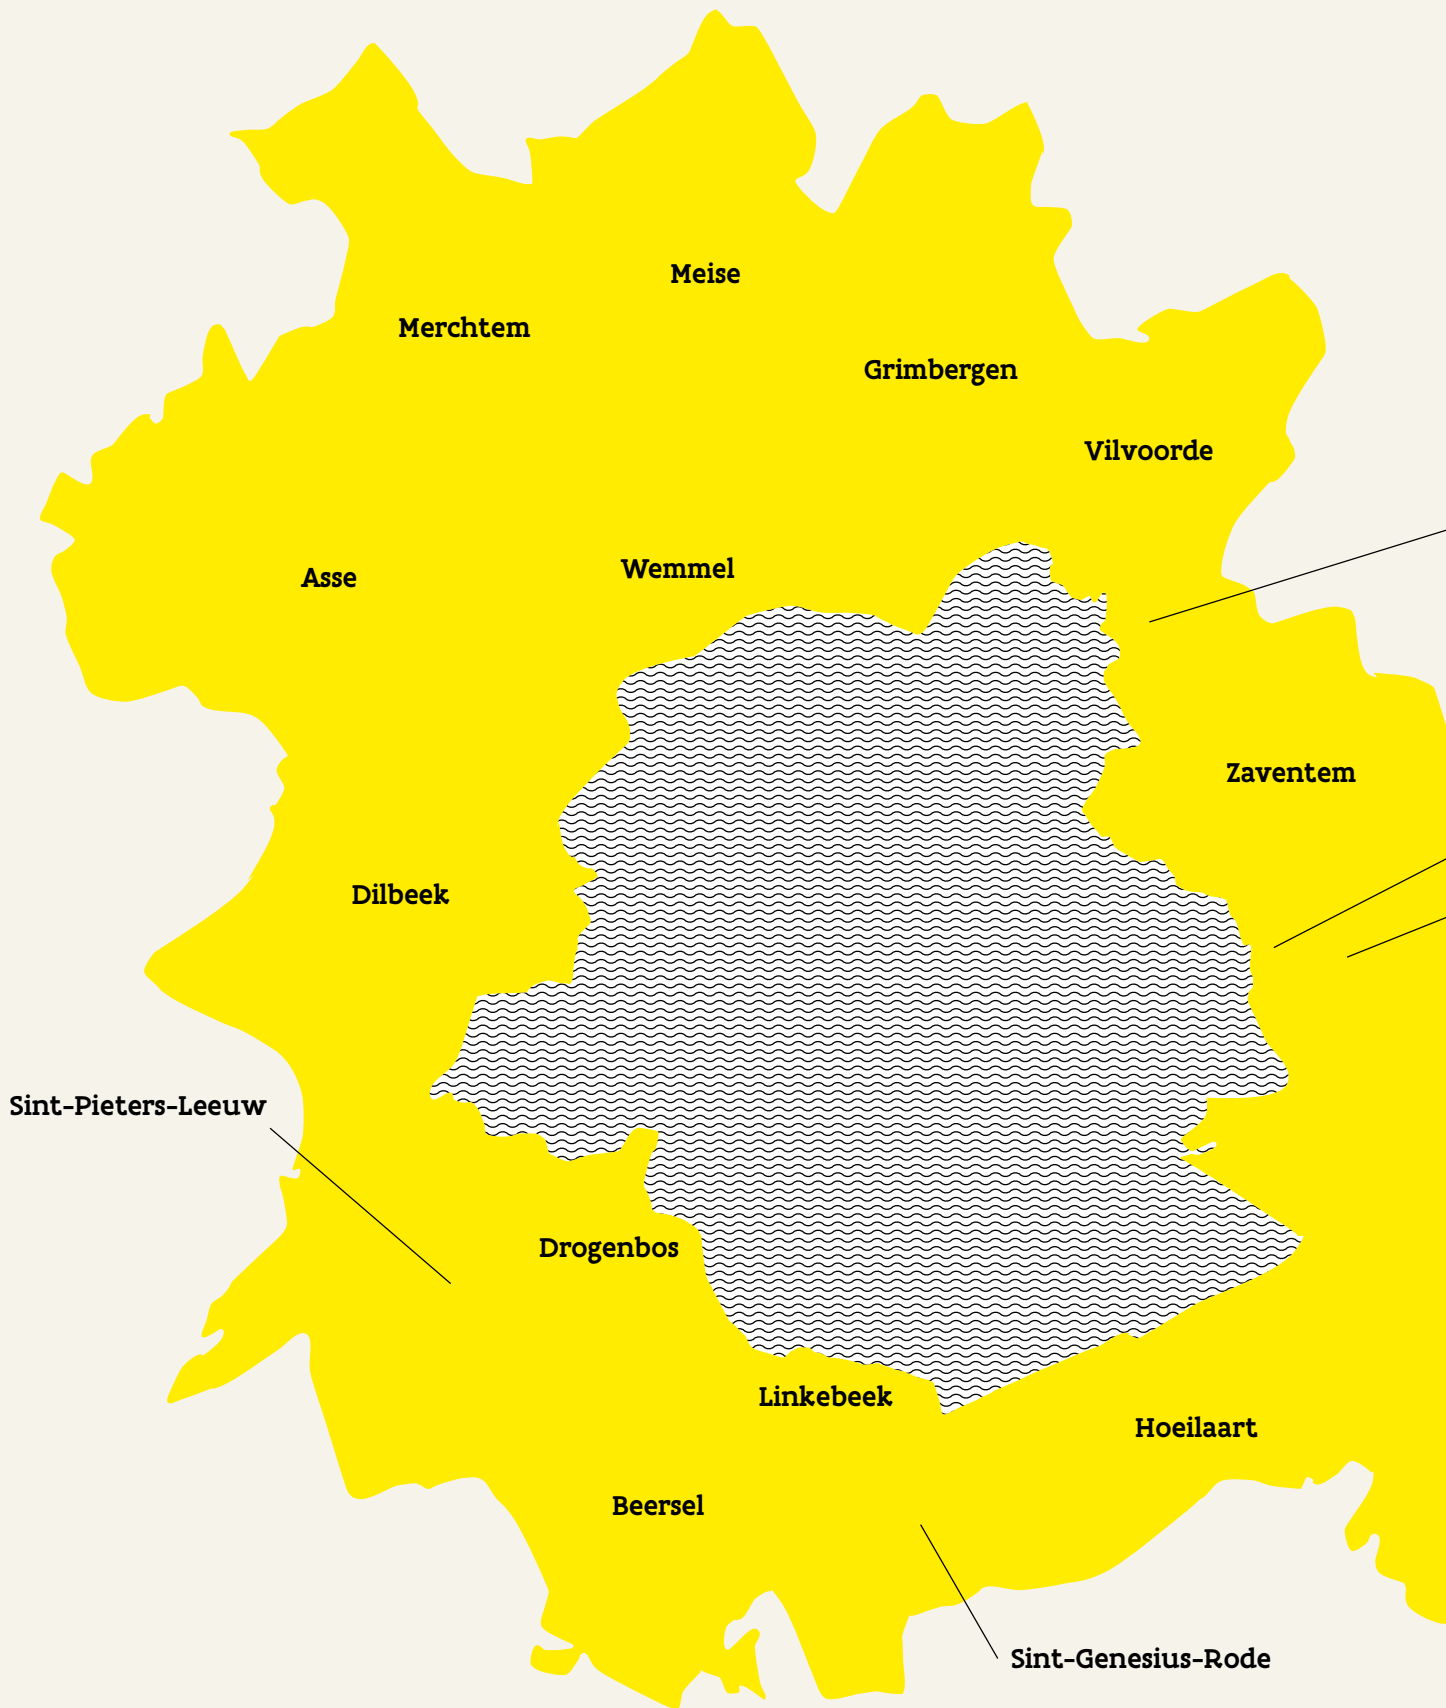 Meise
Merchtem
Grimbergen
Vilvoorde
Wemmel
Asse
Zaventem
Dilbeek
Sint-Pieters-Leeuw
Drogenbos
Linkebeek
Hoeilaart
Beersel
Sint-Genesius-Rode